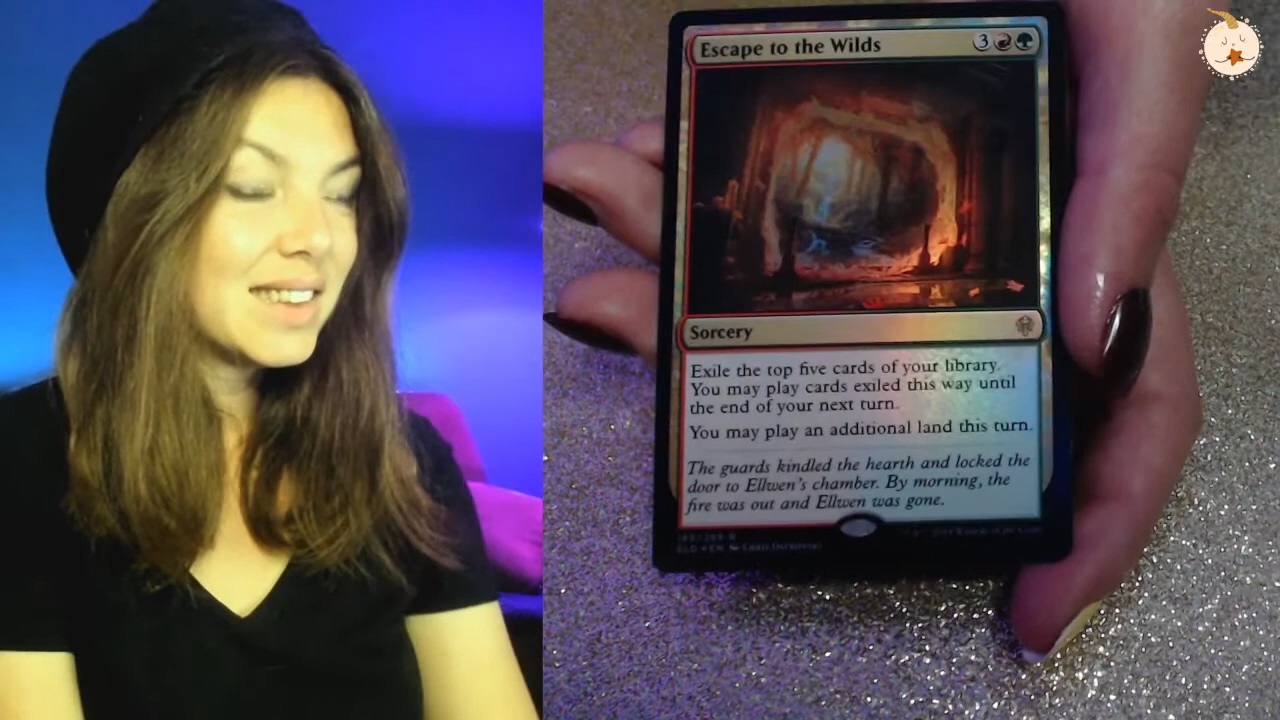 Escape to the Wilds
3
Sorcery
Exile the top five cards of your library.
You may play cards exiled this way until
the end of your next turn.
You may play an additional land this turn.
The guards kindled the hearth and locked the
door to Ellwen's chamber. By morning, the
fire was out and Ellwen was gone.